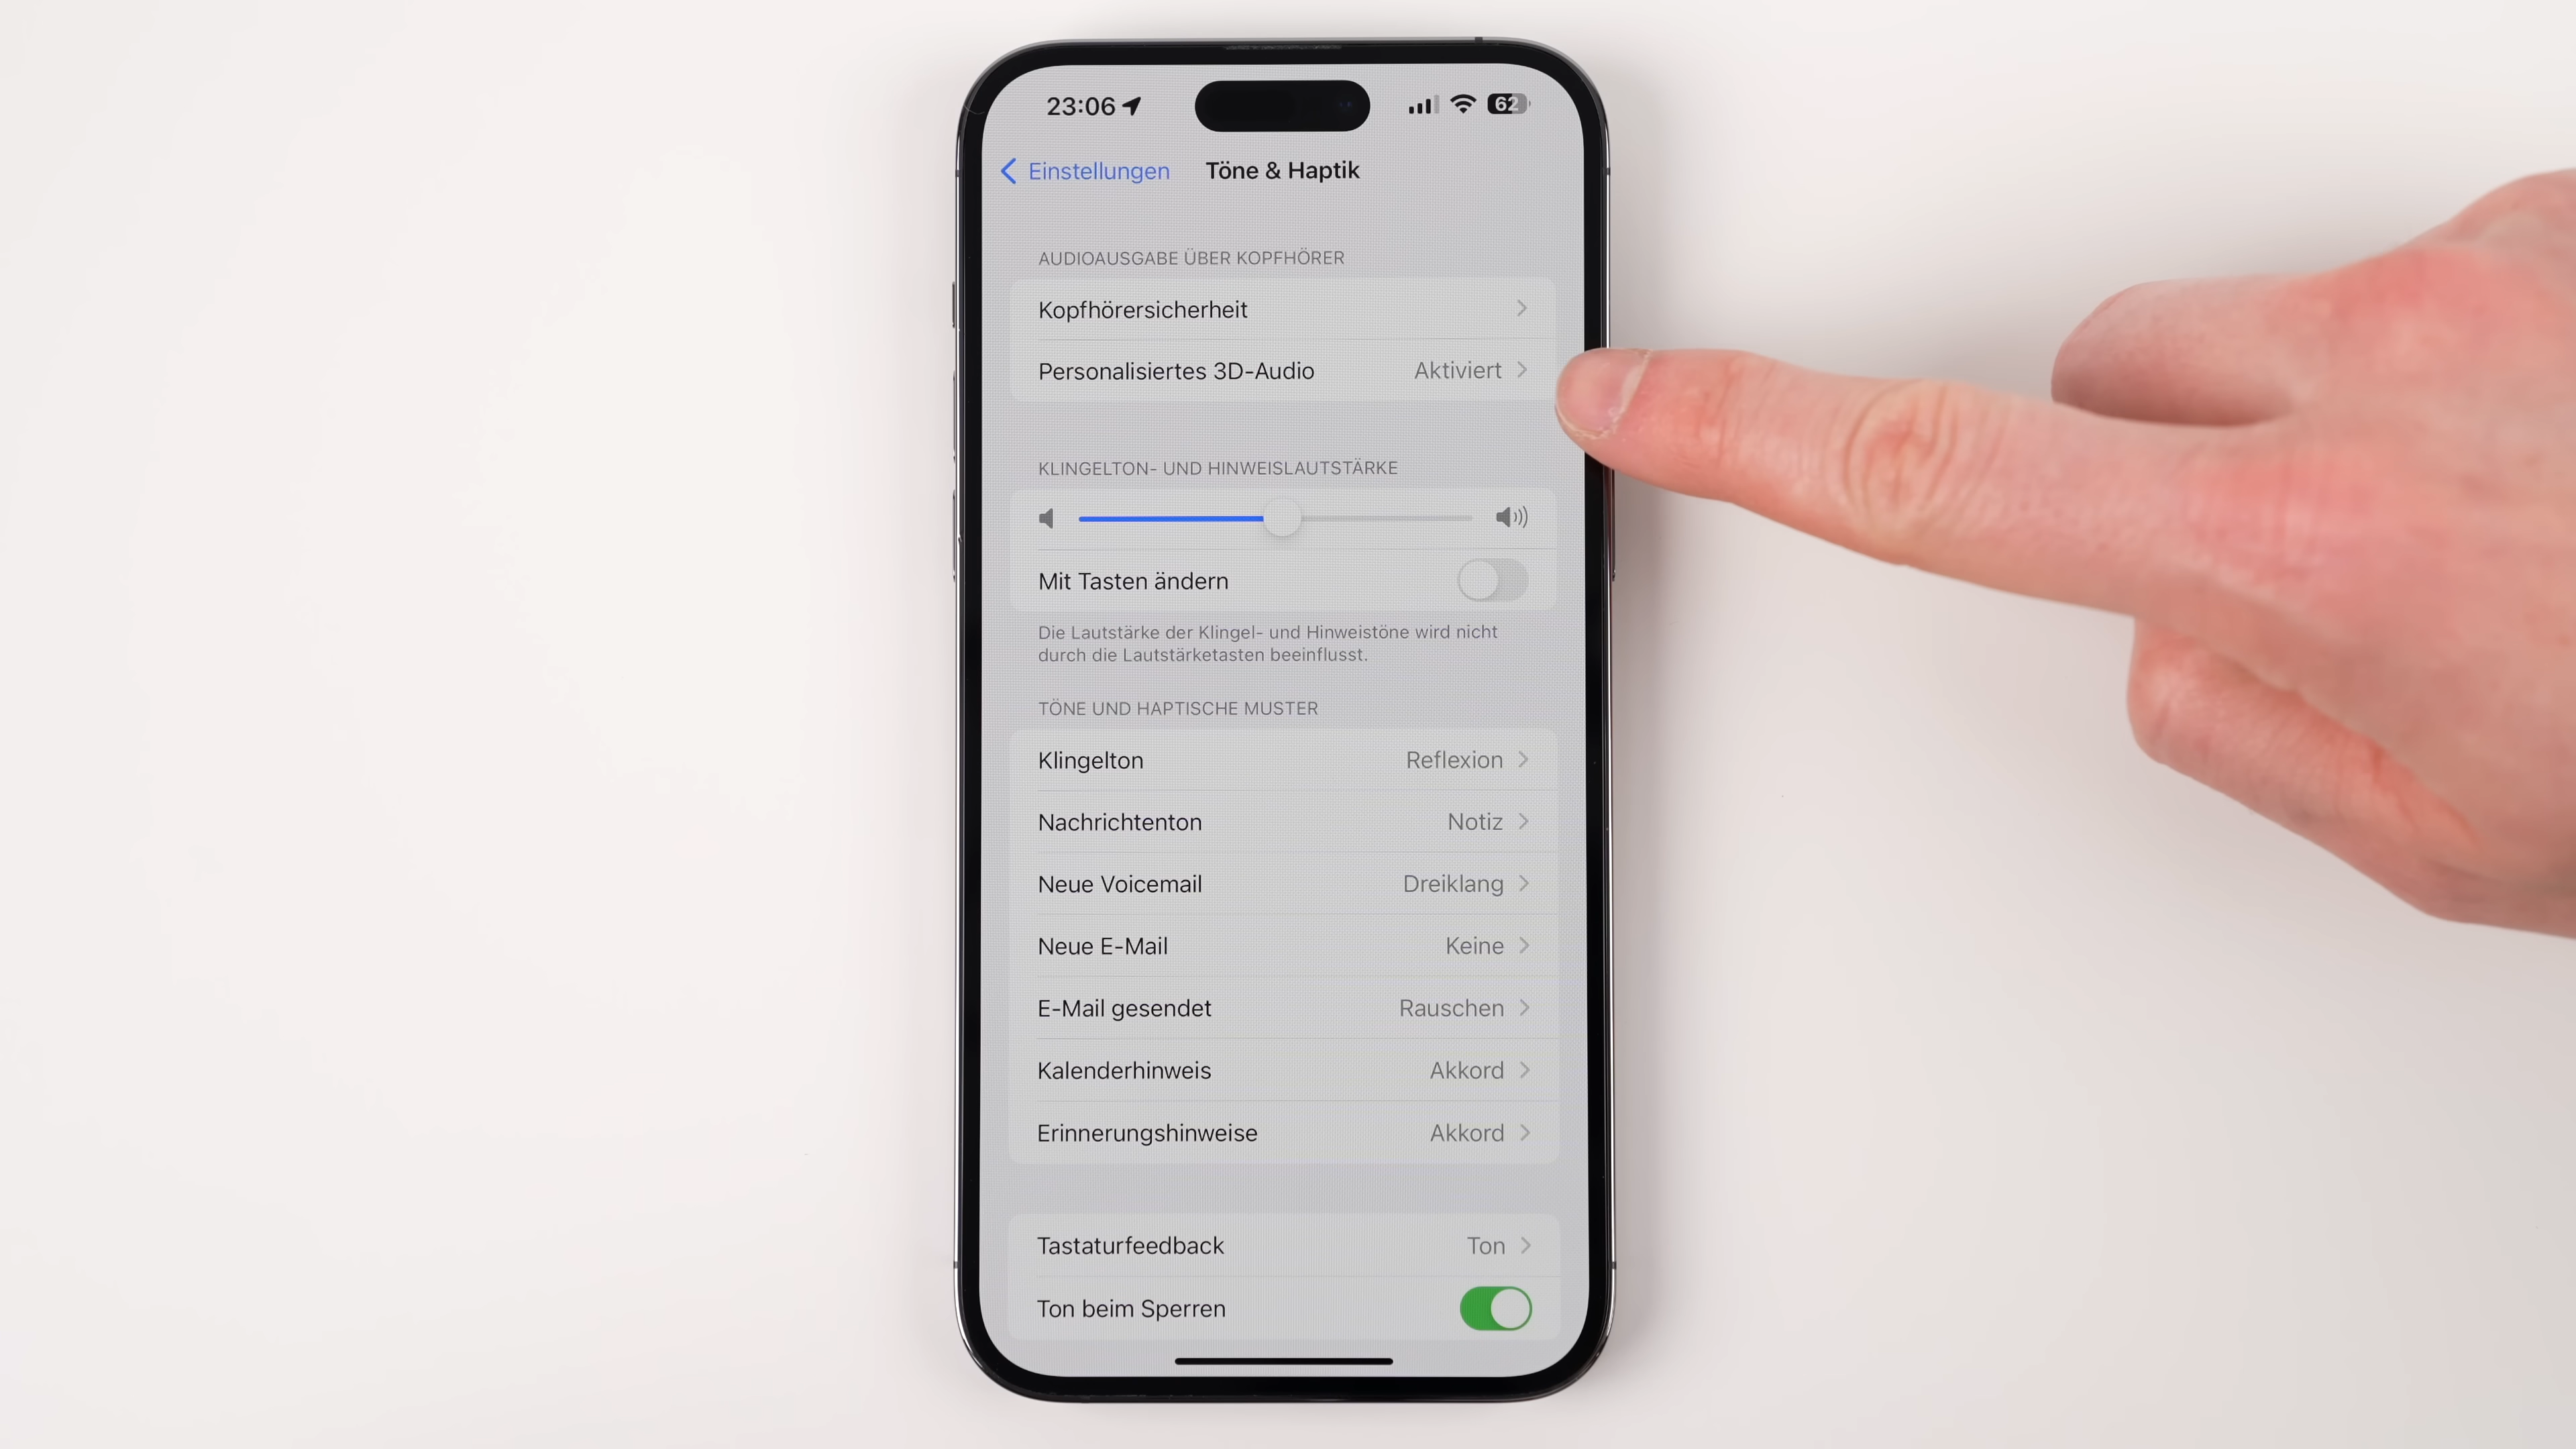 23:06
62
Einstellungen
Töne & Haptik
AUDIOAUSGABE ÜBER KOPFHÖRER
Kopfhörersicherheit
Personalisiertes 3D-Audio Aktiviert
KLINGELTON- UND HINWEISLAUTSTÄRKE
Mit Tasten ändern
Die Lautstärke der Klingel- und Hinweistöne wird nicht
durch die Lautstärketasten beeinflusst.
TÖNE UND HAPTISCHE MUSTER
Klingelton Reflexion
Nachrichtenton Notiz
Neue Voicemail Dreiklang
Neue E-Mail Keine
E-Mail gesendet Rauschen
Kalenderhinweis Akkord
Erinnerungshinweise Akkord
Tastaturfeedback Ton
Ton beim Sperren